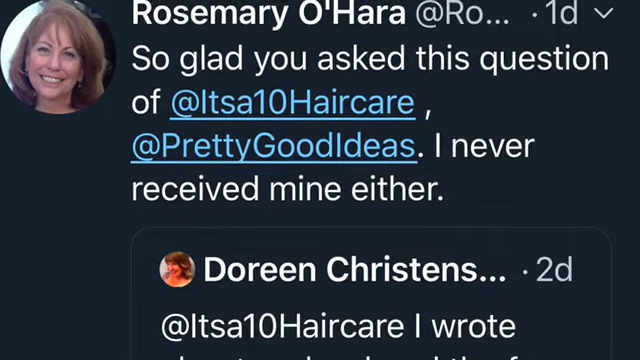 Rosemary O'Hara @Ro... · 1d
So glad you asked this question
of @Itsa10Haircare ,
@PrettyGoodIdeas. I never
received mine either.
Doreen Christens... · 2d
@Itsa10Haircare I wrote